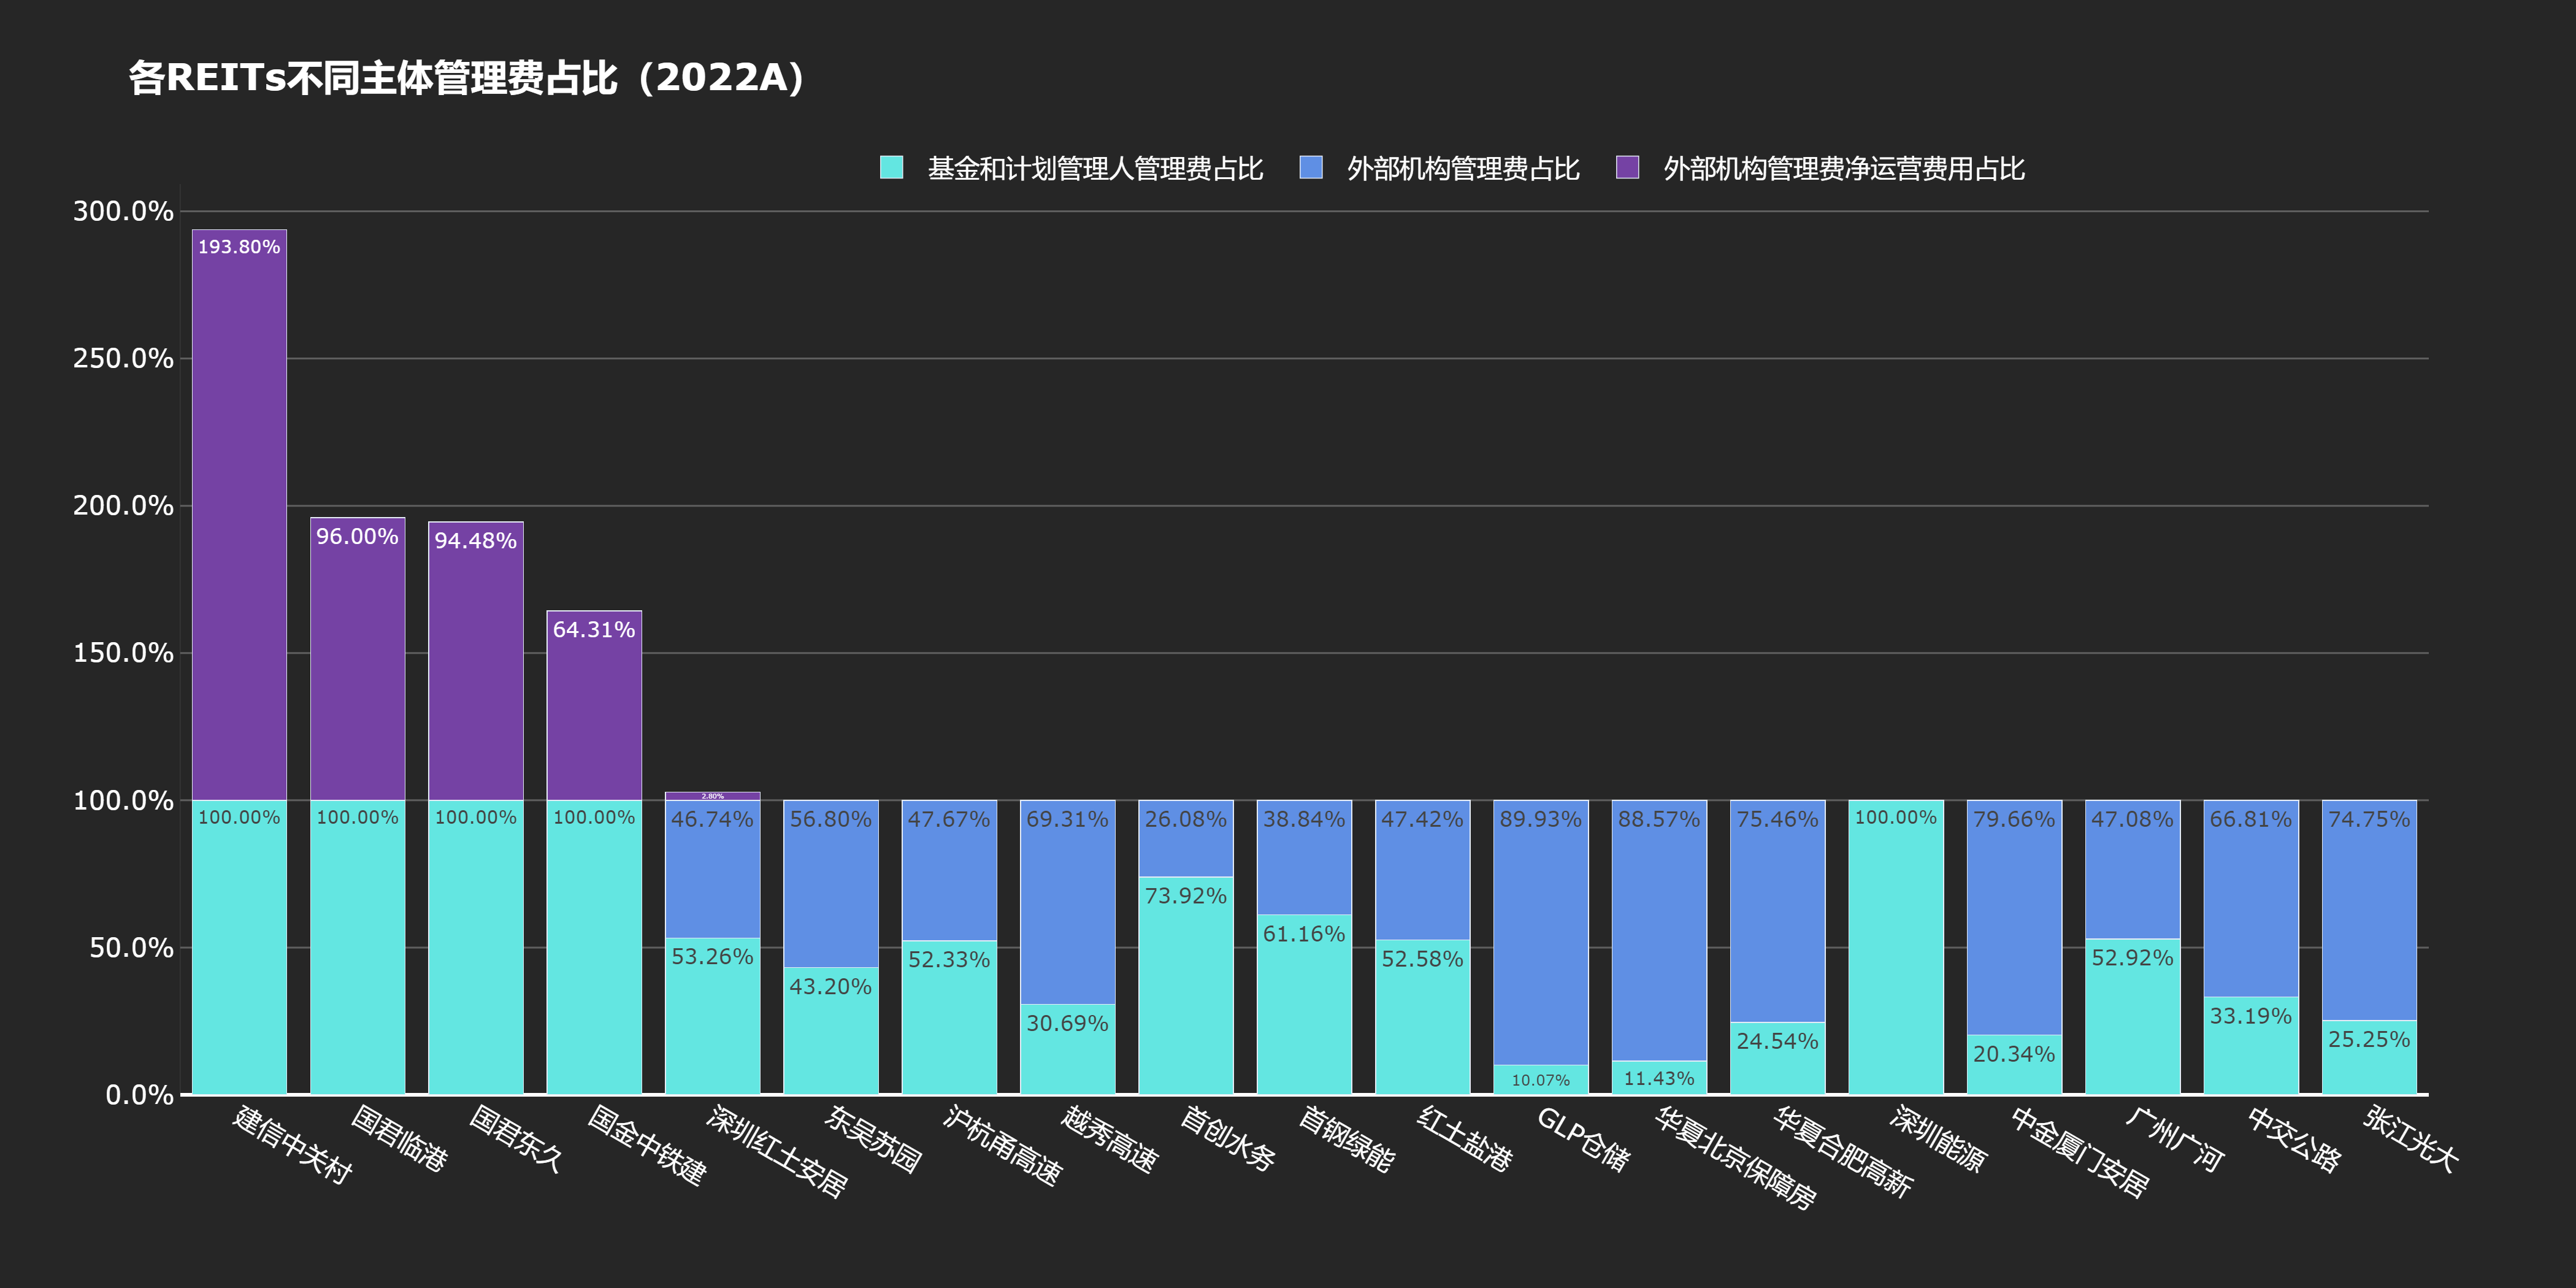 各REITs不同主体管理费占比（2022A）
基金和计划管理人管理费占比 外部机构管理费占比 外部机构管理费净运营费用占比
300.0%
250.0%
200.0%
150.0%
100.0%
50.0%
0.0%
193.80%
96.00%
94.48%
64.31%
2.80%
100.00% 100.00% 100.00% 100.00% 46.74% 56.80% 47.67% 69.31% 26.08% 38.84% 47.42% 89.93% 88.57% 75.46% 100.00% 79.66% 47.08% 66.81% 74.75%
53.26% 43.20% 52.33% 30.69% 73.92% 61.16% 52.58% 10.07% 11.43% 24.54% 20.34% 52.92% 33.19% 25.25%
建信中关村
国君临港
国君东久
国金中铁建
深圳红土安居
东吴苏园
沪杭甬高速
越秀高速
首创水务
首钢绿能
红土盐港
GLP仓储
华夏北京保障房
华夏合肥高新
深圳能源
中金厦门安居
广州广河
中交公路
张江光大